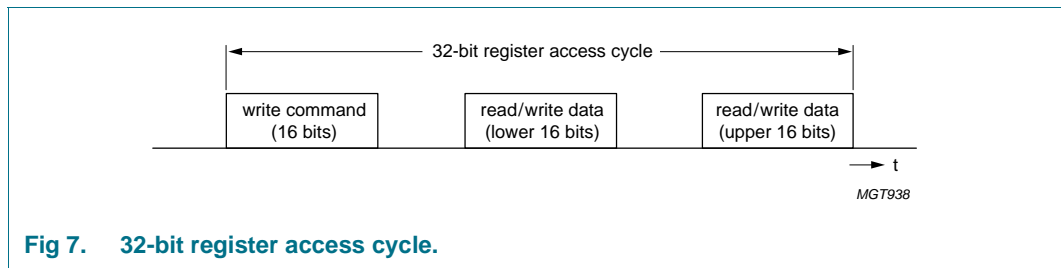 32-bit register access cycle
write command
(16 bits)
read/write data
(lower 16 bits)
read/write data
(upper 16 bits)
t
MGT938
Fig 7. 32-bit register access cycle.